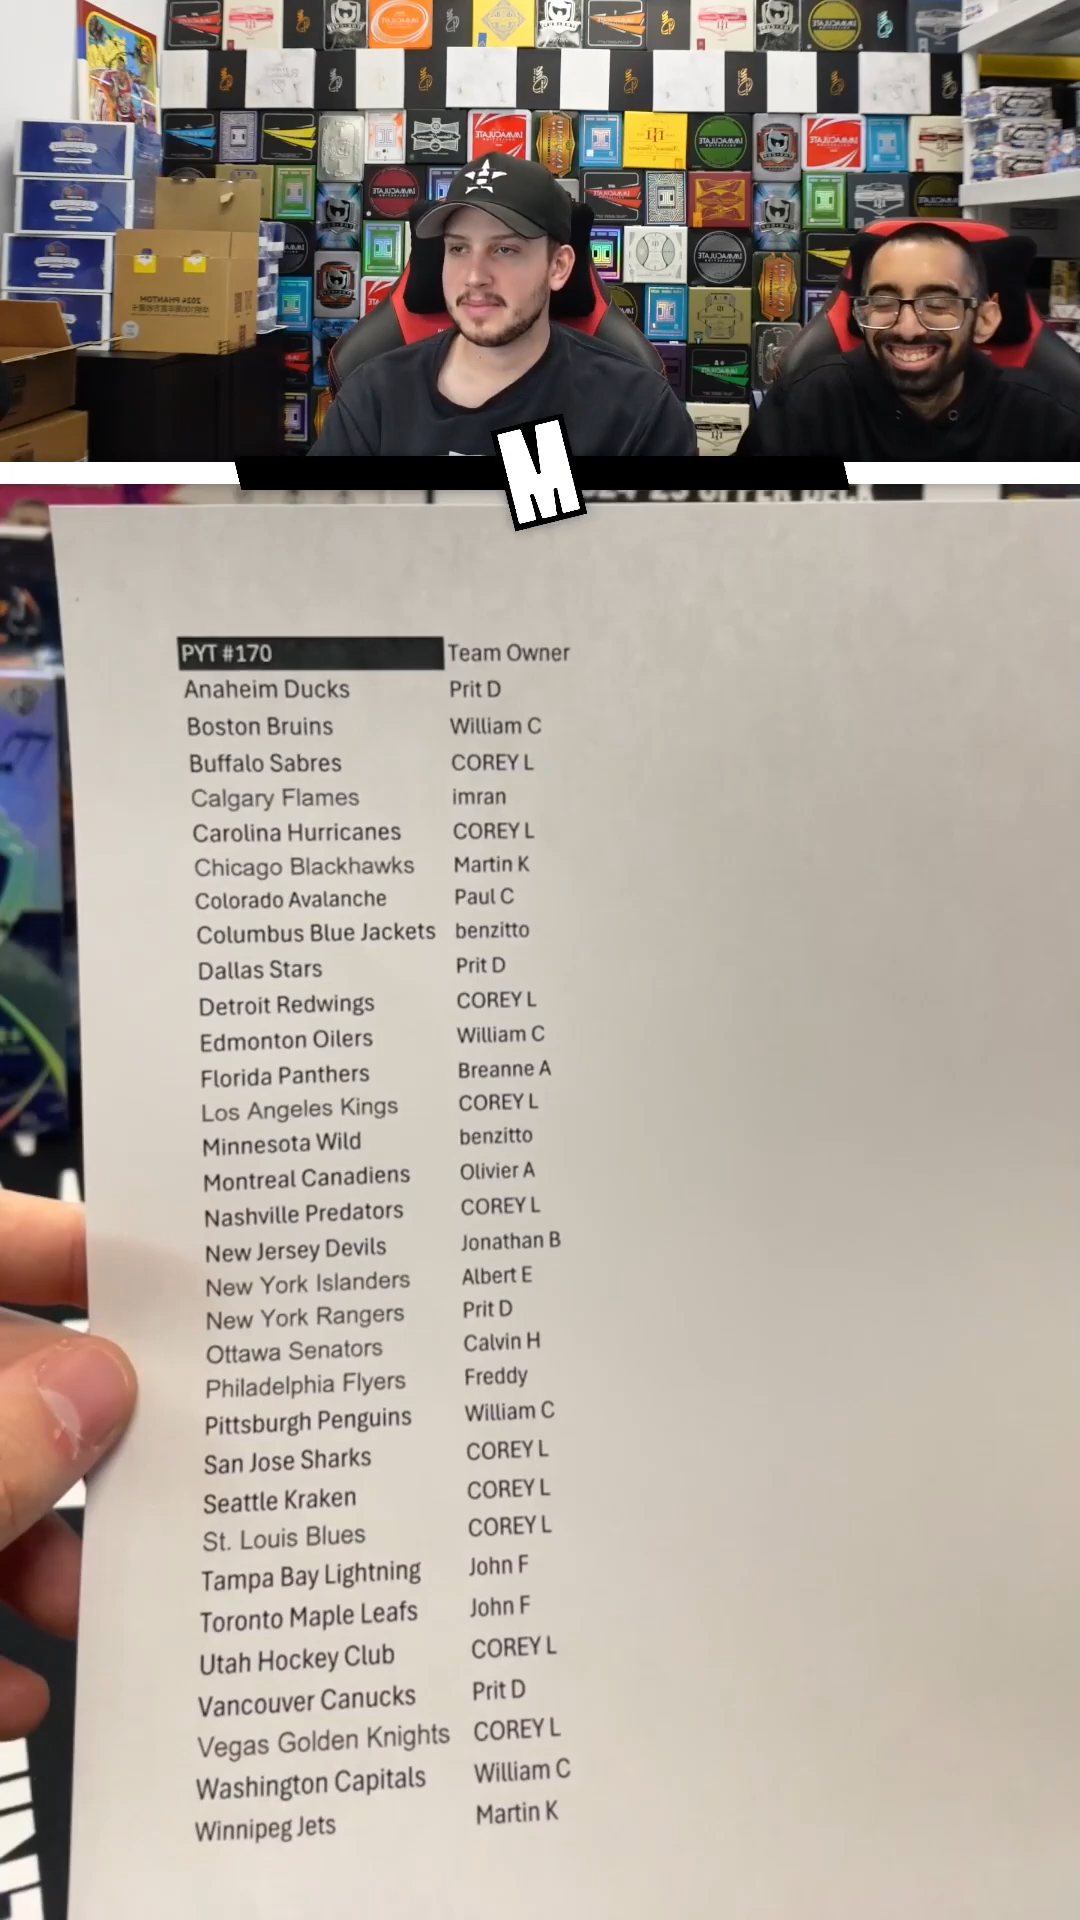 IMMACULATE
IMMACULATE
2024 PHANTOM
M
PYT #170 Team Owner
Anaheim Ducks Prit D
Boston Bruins William C
Buffalo Sabres COREY L
Calgary Flames imran
Carolina Hurricanes COREY L
Chicago Blackhawks Martin K
Colorado Avalanche Paul C
Columbus Blue Jackets benzitto
Dallas Stars Prit D
Detroit Redwings COREY L
Edmonton Oilers William C
Florida Panthers Breanne A
Los Angeles Kings COREY L
Minnesota Wild benzitto
Montreal Canadiens Olivier A
Nashville Predators COREY L
New Jersey Devils Jonathan B
New York Islanders Albert E
New York Rangers Prit D
Ottawa Senators Calvin H
Philadelphia Flyers Freddy
Pittsburgh Penguins William C
San Jose Sharks COREY L
Seattle Kraken COREY L
St. Louis Blues COREY L
Tampa Bay Lightning John F
Toronto Maple Leafs John F
Utah Hockey Club COREY L
Vancouver Canucks Prit D
Vegas Golden Knights COREY L
Washington Capitals William C
Winnipeg Jets Martin K